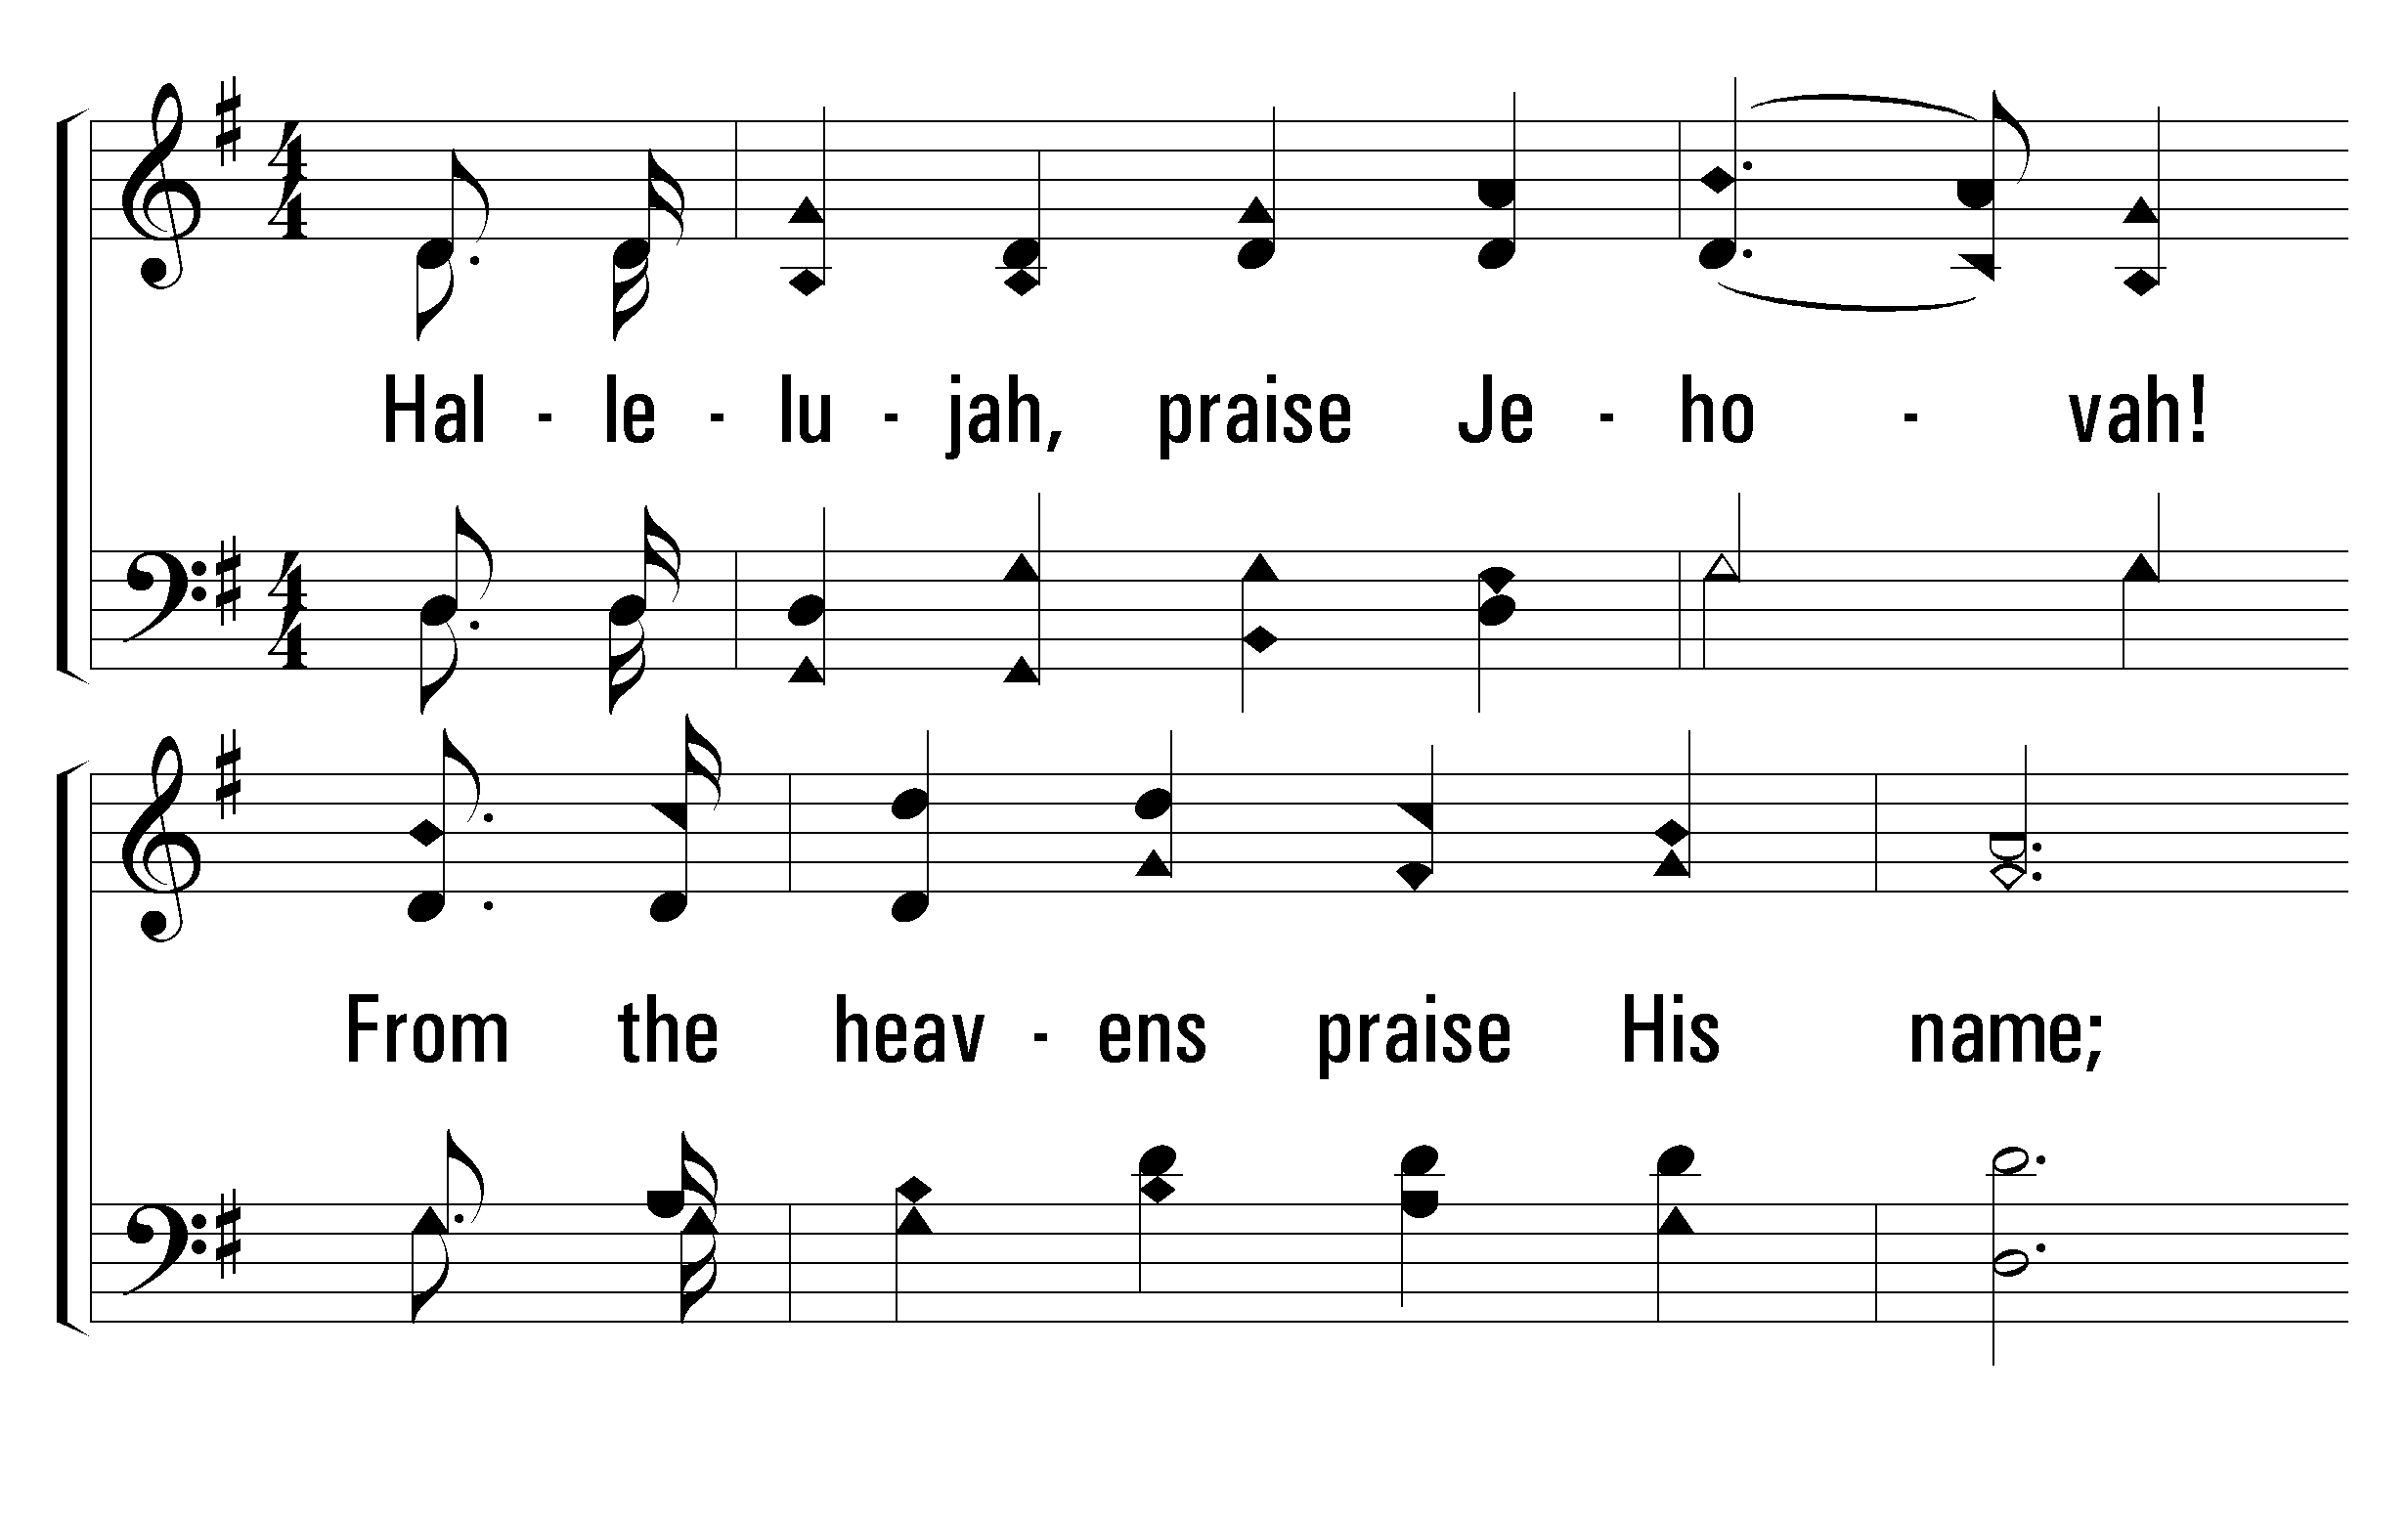 Hal - le - lu - jah, praise Je - ho - vah!
From the heav - ens praise His name;